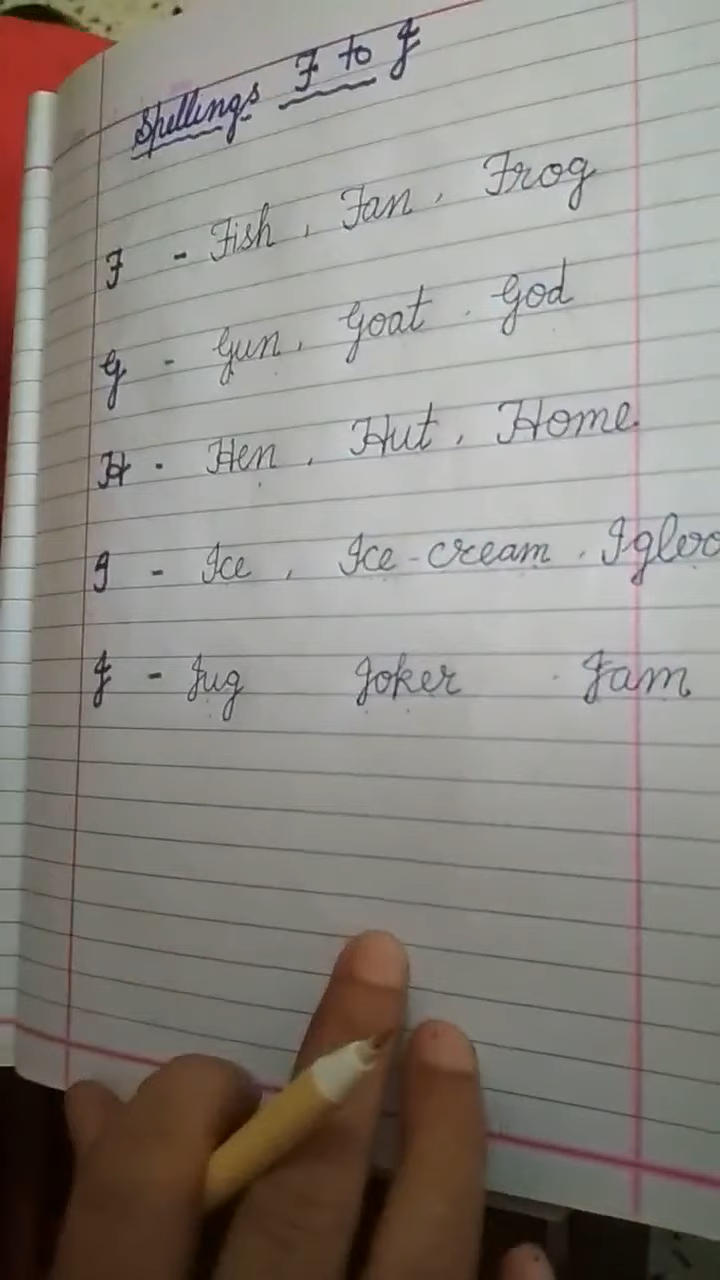 Spellings F to J
F - Fish, Fan, Frog
G - Gun, Goat, God
H - Hen, Hut, Home
I - Ice, Ice-cream, Igloo
J - Jug Joker Jam